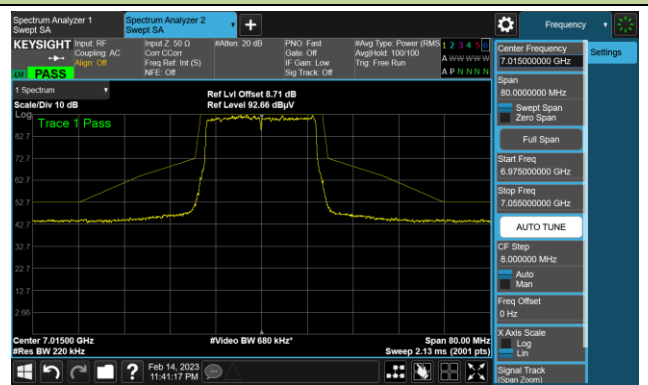 Spectrum Analyzer 1
Swept SA
Spectrum Analyzer 2
Swept SA
Frequency
KEYSIGHT
Input: RF
Coupling: AC
Align: Off
Input Z: 50 Ω
Corr CCorr
Freq Ref: Int (S)
NFE: Off
#Atten: 20 dB
PNO: Fast
Gate: Off
IF Gain: Low
Sig Track: Off
#Avg Type: Power (RMS
Avg|Hold: 100/100
Trig: Free Run
1 2 3 4 5 6
A W W W W W
A P N N N N
PASS
1 Spectrum
Scale/Div 10 dB
Ref Lvl Offset 8.71 dB
Ref Level 92.66 dBµV
Log
Trace 1 Pass
82.7
72.7
62.7
52.7
42.7
32.7
22.7
12.7
2.66
Center 7.01500 GHz
#Res BW 220 kHz
#Video BW 680 kHz*
Span 80.00 MHz
Sweep 2.13 ms (2001 pts)
Center Frequency
7.015000000 GHz
Settings
Span
80.0000000 MHz
Swept Span
Zero Span
Full Span
Start Freq
6.975000000 GHz
Stop Freq
7.055000000 GHz
AUTO TUNE
CF Step
8.000000 MHz
Auto
Man
Freq Offset
0 Hz
X Axis Scale
Log
Lin
Signal Track
(Span Zoom)
Feb 14, 2023
11:41:17 PM